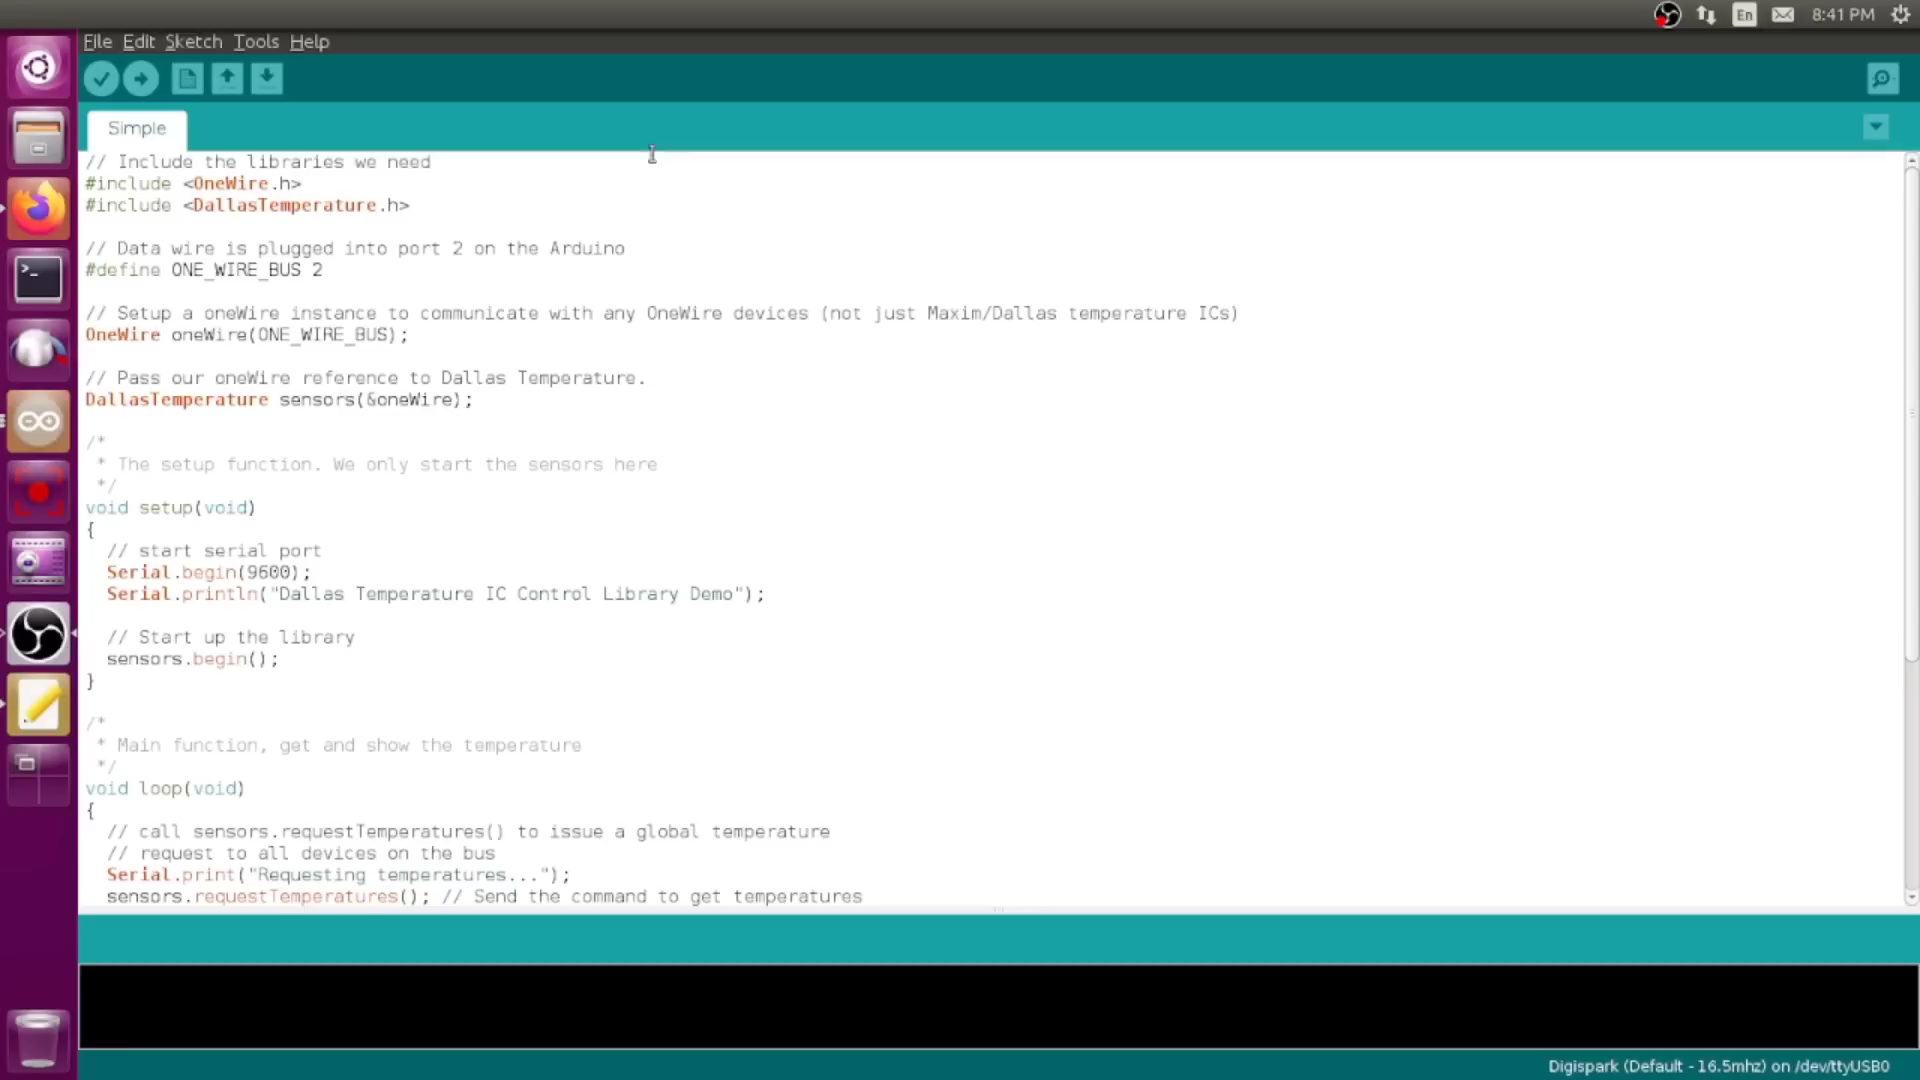 En
8:41 PM
File Edit Sketch Tools Help
Simple
// Include the libraries we need
#include <OneWire.h>
#include <DallasTemperature.h>
// Data wire is plugged into port 2 on the Arduino
#define ONE_WIRE_BUS 2
// Setup a oneWire instance to communicate with any OneWire devices (not just Maxim/Dallas temperature ICs)
OneWire oneWire(ONE_WIRE_BUS);
// Pass our oneWire reference to Dallas Temperature.
DallasTemperature sensors(&oneWire);
/*
* The setup function. We only start the sensors here
*/
void setup(void)
{
// start serial port
Serial.begin(9600);
Serial.println("Dallas Temperature IC Control Library Demo");
// Start up the library
sensors.begin();
}
/*
* Main function, get and show the temperature
*/
void loop(void)
{
// call sensors.requestTemperatures() to issue a global temperature
// request to all devices on the bus
Serial.print("Requesting temperatures...");
sensors.requestTemperatures(); // Send the command to get temperatures
Digispark (Default - 16.5mhz) on /dev/ttyUSB0